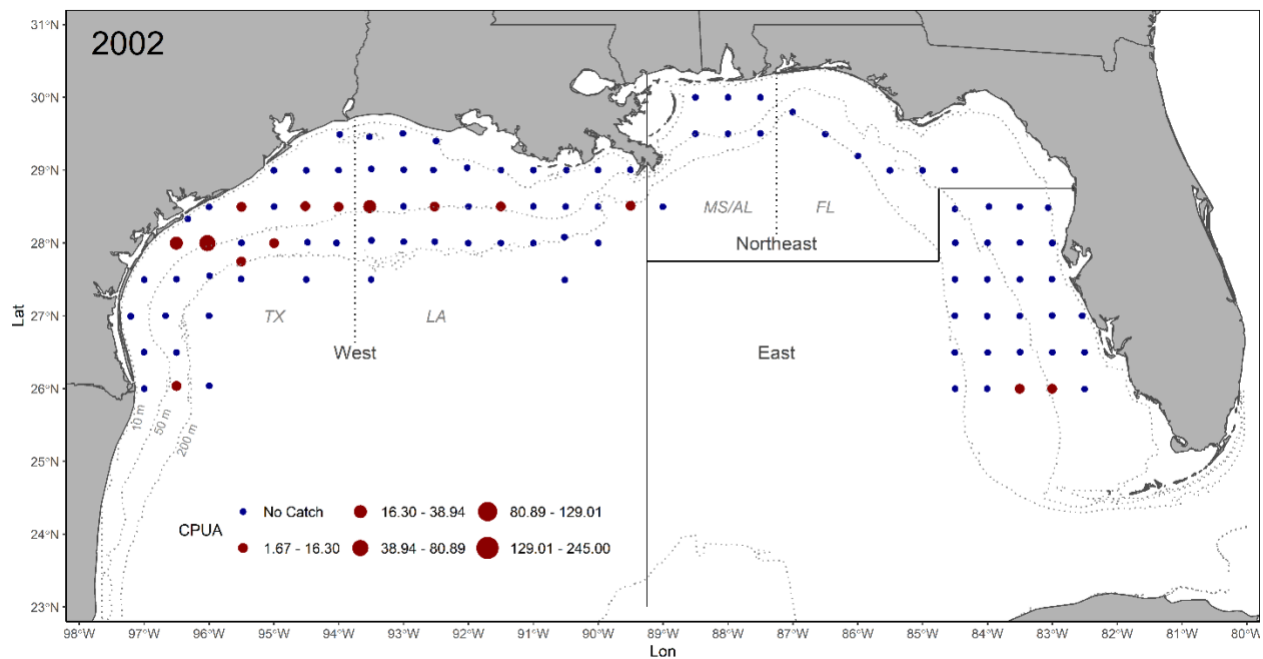 2002
31°N
30°N
29°N
28°N
27°N
26°N
25°N
24°N
23°N
Lat
MS/AL
FL
Northeast
TX
LA
West
East
10 m
50 m
200 m
CPUA
No Catch
16.30 - 38.94
80.89 - 129.01
1.67 - 16.30
38.94 - 80.89
129.01 - 245.00
98°W 97°W 96°W 95°W 94°W 93°W 92°W 91°W 90°W 89°W 88°W 87°W 86°W 85°W 84°W 83°W 82°W 81°W 80°W
Lon